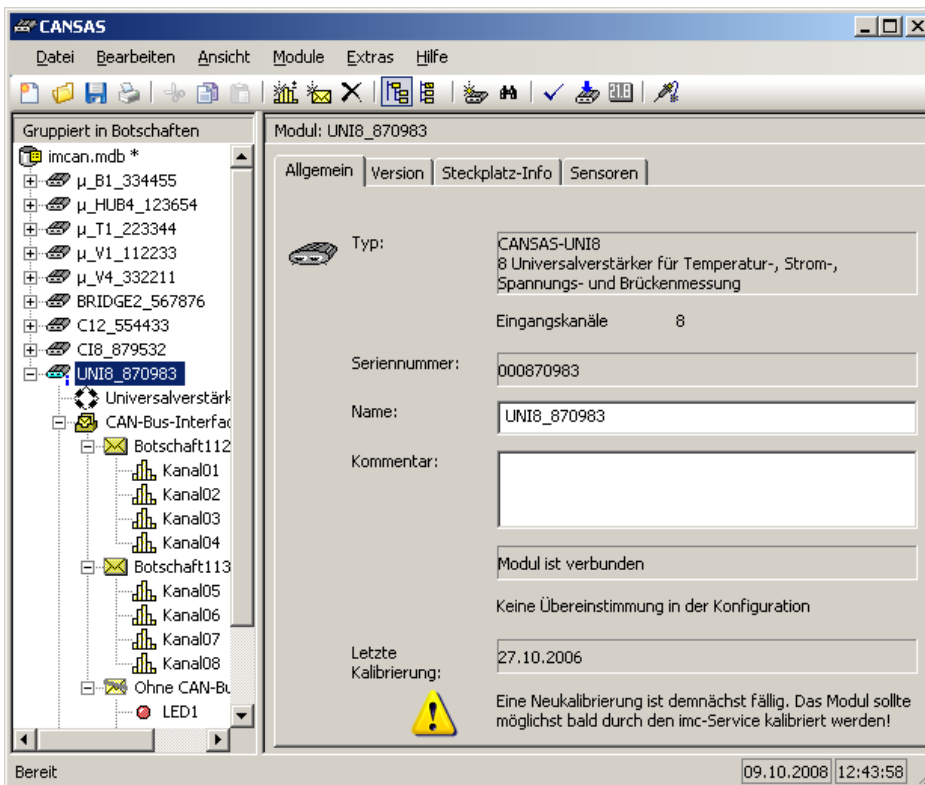 CANSAS
Datei Bearbeiten Ansicht Module Extras Hilfe
21.8
Gruppiert in Botschaften
imcan.mdb *
µ_B1_334455
µ_HUB4_123654
µ_T1_223344
µ_V1_112233
µ_V4_332211
BRIDGE2_567876
C12_554433
CI8_879532
UNI8_870983
Universalverstärk
CAN-Bus-Interfac
Botschaft112
Kanal01
Kanal02
Kanal03
Kanal04
Botschaft113
Kanal05
Kanal06
Kanal07
Kanal08
Ohne CAN-Bu
LED1
Modul: UNI8_870983
Allgemein Version Steckplatz-Info Sensoren
Typ:
CANSAS-UNI8
8 Universalverstärker für Temperatur-, Strom-,
Spannungs- und Brückenmessung
Eingangskanäle 8
Seriennummer: 000870983
Name: UNI8_870983
Kommentar:
Modul ist verbunden
Keine Übereinstimmung in der Konfiguration
Letzte
Kalibrierung:
27.10.2006
Eine Neukalibrierung ist demnächst fällig. Das Modul sollte
möglichst bald durch den imc-Service kalibriert werden!
Bereit 09.10.2008 12:43:58